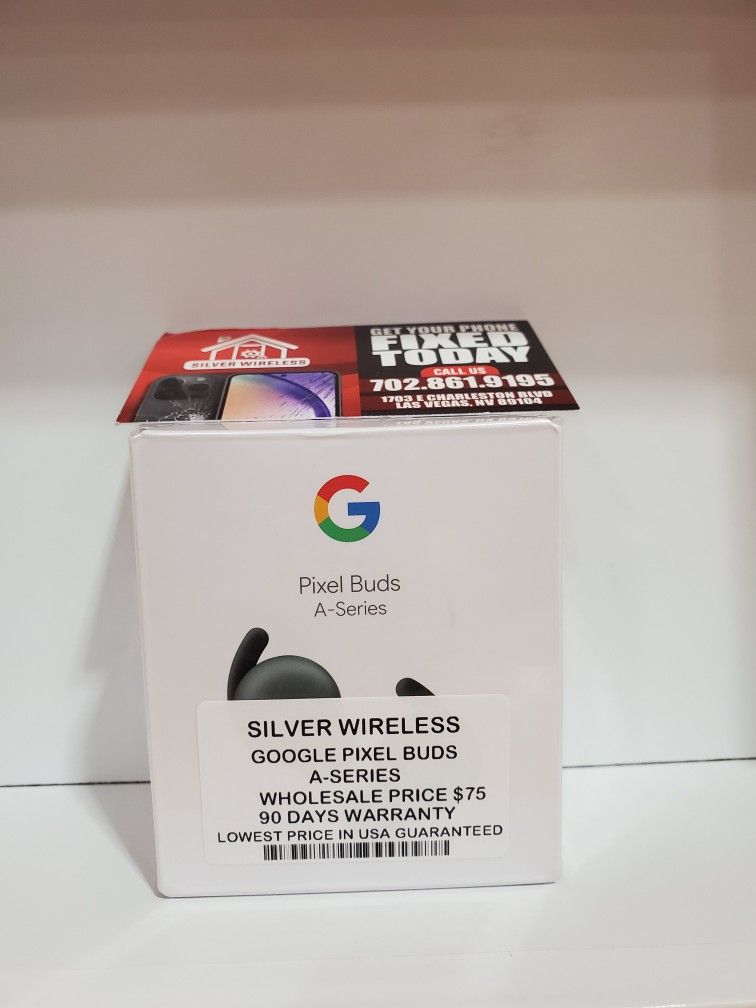 SILVER WIRELESS
GET YOUR PHONE
FIXED
TODAY
CALL US
702.861.9195
1703 E CHARLESTON BLVD
LAS VEGAS, NV 89104
G
Pixel Buds
A-Series
SILVER WIRELESS
GOOGLE PIXEL BUDS
A-SERIES
WHOLESALE PRICE $75
90 DAYS WARRANTY
LOWEST PRICE IN USA GUARANTEED